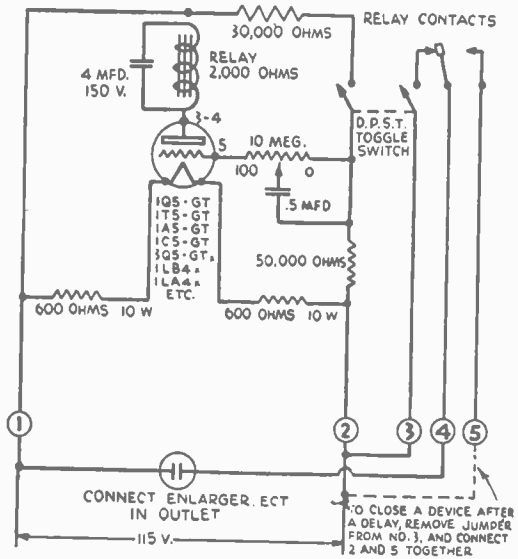 RELAY CONTACTS
30,000 OHMS
RELAY
2,000 OHMS
4 MFD.
150 V.
3-4
5
10 MEG.
100
0
D.P.S.T.
TOGGLE
SWITCH
.5 MFD
1Q5-GT
1T5-GT
1A5-GT
1C5-GT
3Q5-GTx
1LB4x
1LA4x
ETC.
50,000 OHMS
600 OHMS 10 W
600 OHMS 10 W
1
2
3
4
5
CONNECT ENLARGER, ECT
IN OUTLET
115 V.
TO CLOSE A DEVICE AFTER
A DELAY, REMOVE JUMPER
FROM NO. 3, AND CONNECT
2 AND 5 TOGETHER